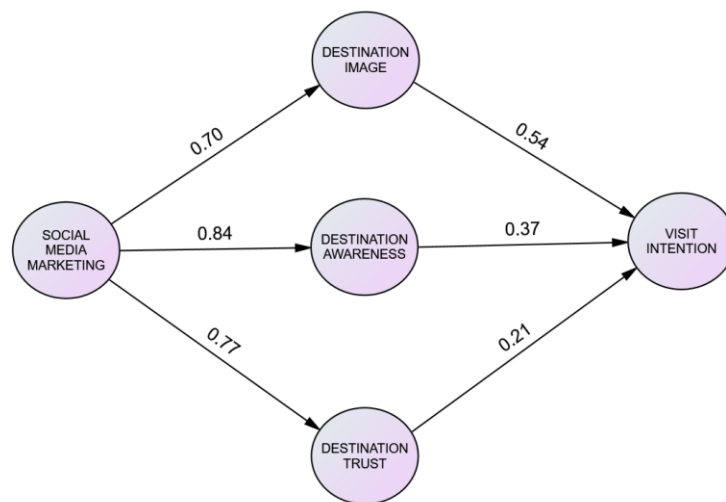 DESTINATION
IMAGE
0.70
0.54
SOCIAL
MEDIA
MARKETING
0.84
DESTINATION
AWARENESS
0.37
VISIT
INTENTION
0.77
0.21
DESTINATION
TRUST